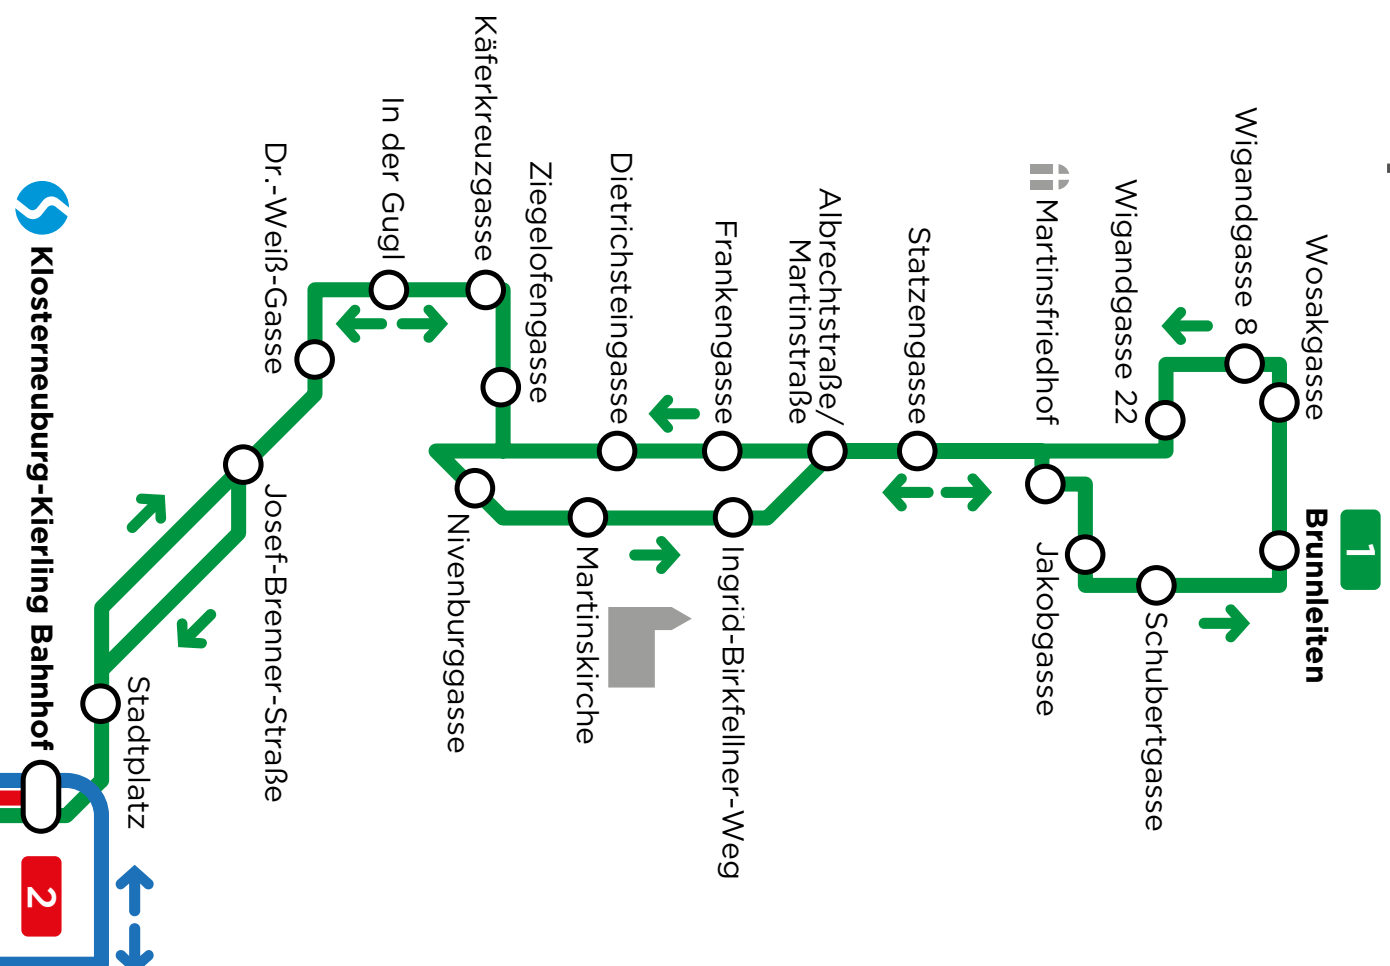 1
Brunnleiten
Wosakgasse
Wigandgasse 8
Wigandgasse 22
Schubertgasse
Jakobgasse
Martinsfriedhof
Statzengasse
Albrechtstraße/
Martinstraße
Frankengasse
Ingrid-Birkfellner-Weg
Dietrichsteingasse
Martinskirche
Ziegelofengasse
Nivenburggasse
Käferkreuzgasse
In der Gugl
Dr.-Weiß-Gasse
Josef-Brenner-Straße
Stadtplatz
Klosterneuburg-Kierling Bahnhof
2